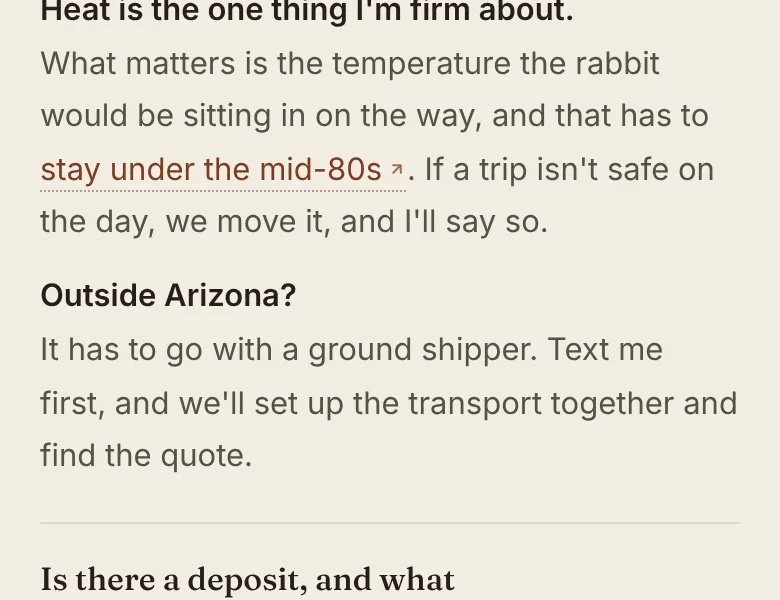 Heat is the one thing I'm firm about.
What matters is the temperature the rabbit
would be sitting in on the way, and that has to
stay under the mid-80s ↗. If a trip isn't safe on
the day, we move it, and I'll say so.
Outside Arizona?
It has to go with a ground shipper. Text me
first, and we'll set up the transport together and
find the quote.
Is there a deposit, and what